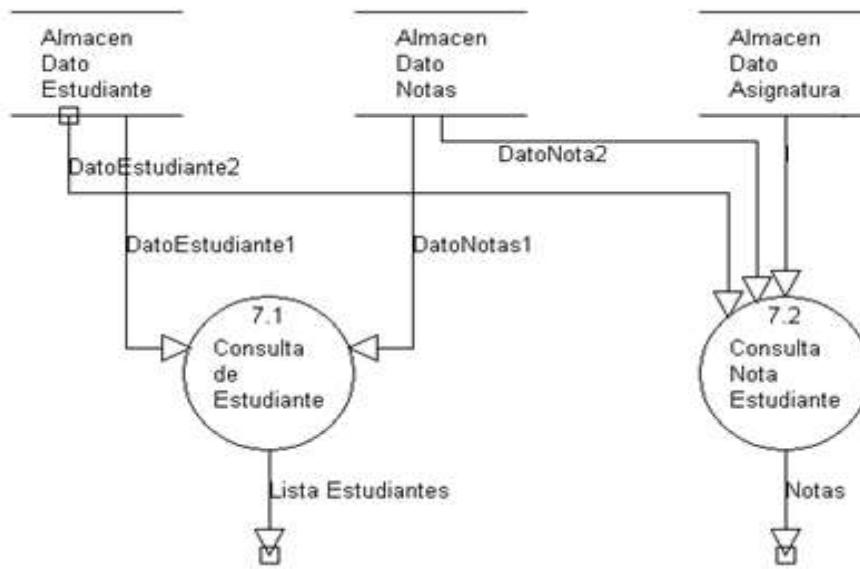 Almacen
Dato
Estudiante
Almacen
Dato
Notas
Almacen
Dato
Asignatura
DatoEstudiante2
DatoNota2
DatoEstudiante1
DatoNotas1
7.1
Consulta
de
Estudiante
7.2
Consulta
Nota
Estudiante
Lista Estudiantes
Notas